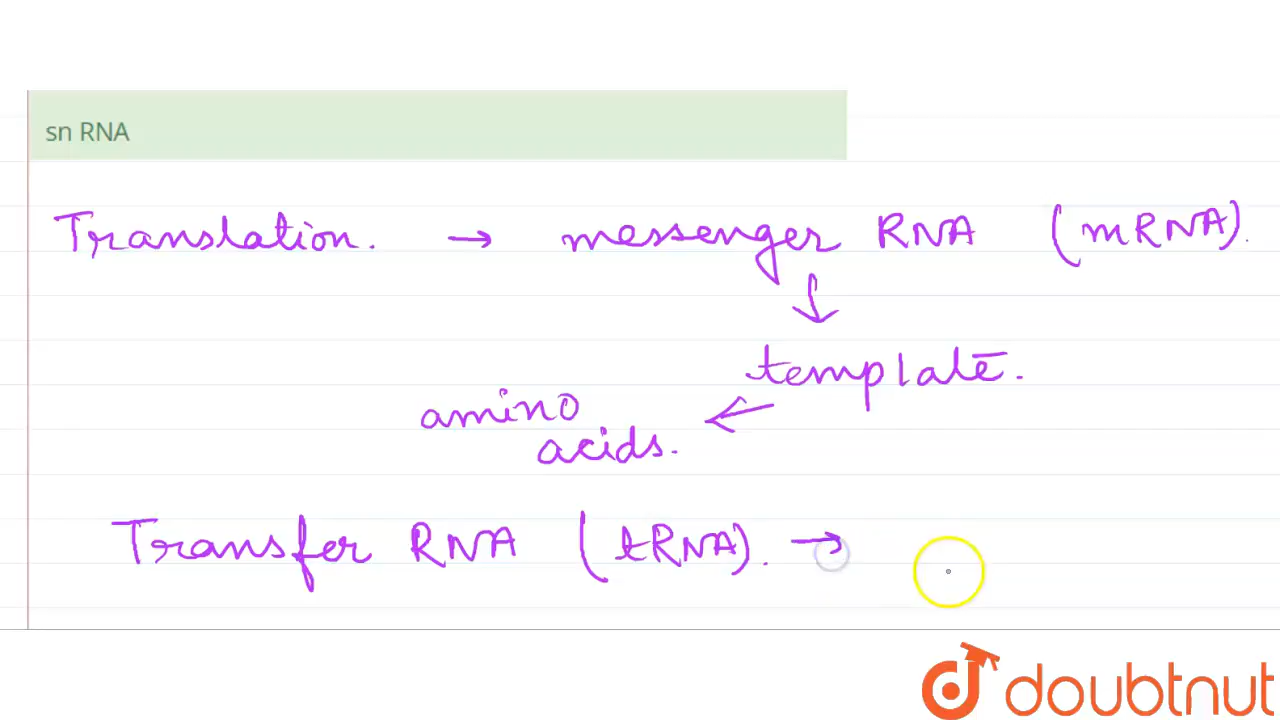 sn RNA
Translation. → messenger RNA (mRNA).
↓
template.
amino ←
acids.
Transfer RNA (tRNA). →
doubtnut